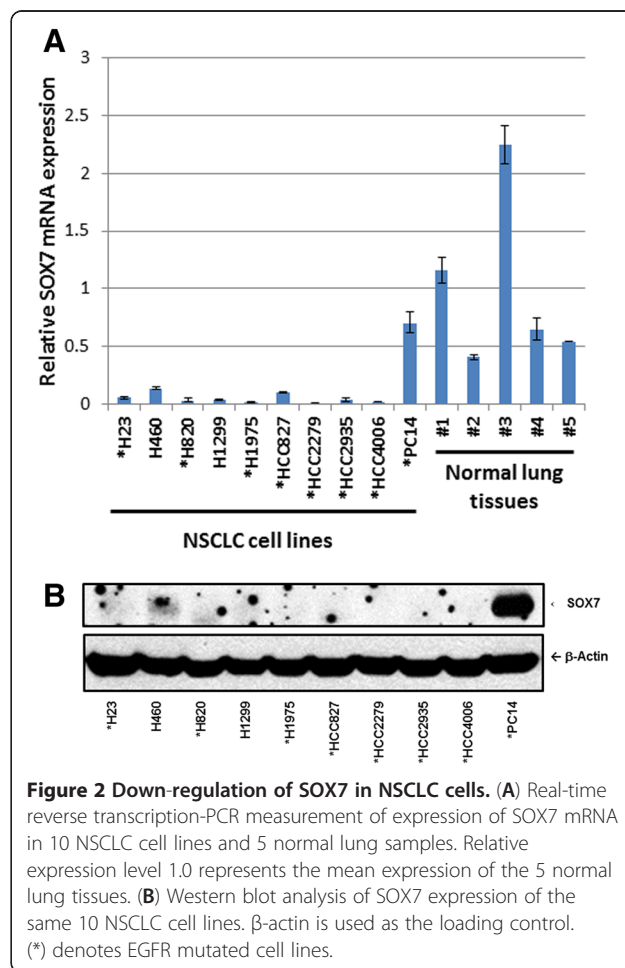 A
Relative SOX7 mRNA expression
3
2.5
2
1.5
1
0.5
0
*H23
H460
*H820
H1299
*H1975
*HCC827
*HCC2279
*HCC2935
*HCC4006
*PC14
#1
#2
#3
#4
#5
NSCLC cell lines
Normal lung
tissues
B
‹ SOX7
← β-Actin
*H23
H460
*H820
H1299
*H1975
*HCC827
*HCC2279
*HCC2935
*HCC4006
*PC14
Figure 2 Down-regulation of SOX7 in NSCLC cells. (A) Real-time
reverse transcription-PCR measurement of expression of SOX7 mRNA
in 10 NSCLC cell lines and 5 normal lung samples. Relative
expression level 1.0 represents the mean expression of the 5 normal
lung tissues. (B) Western blot analysis of SOX7 expression of the
same 10 NSCLC cell lines. β-actin is used as the loading control.
(*) denotes EGFR mutated cell lines.